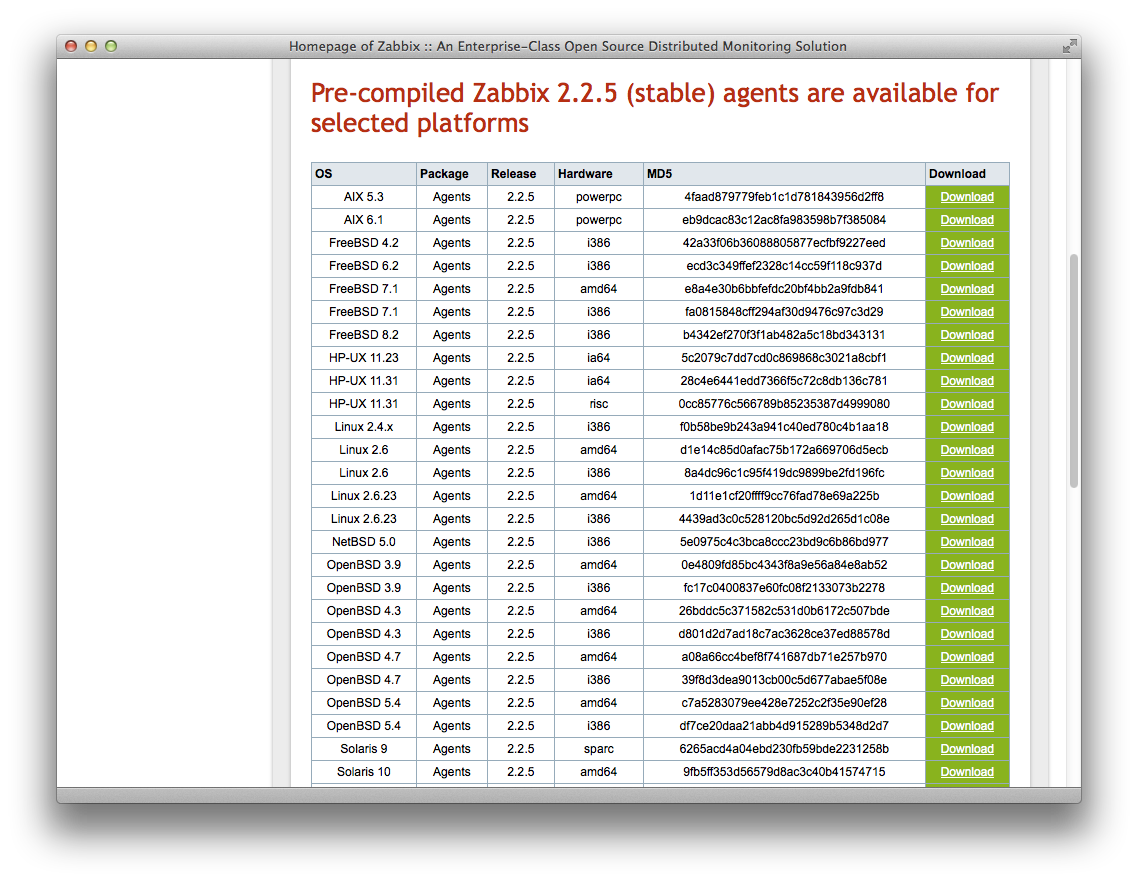 Homepage of Zabbix :: An Enterprise-Class Open Source Distributed Monitoring Solution
Pre-compiled Zabbix 2.2.5 (stable) agents are available for
selected platforms
OS Package Release Hardware MD5 Download
AIX 5.3 Agents 2.2.5 powerpc 4faad879779feb1c1d781843956d2ff8 Download
AIX 6.1 Agents 2.2.5 powerpc eb9dcac83c12ac8fa983598b7f385084 Download
FreeBSD 4.2 Agents 2.2.5 i386 42a33f06b36088805877ecfbf9227eed Download
FreeBSD 6.2 Agents 2.2.5 i386 ecd3c349ffef2328c14cc59f118c937d Download
FreeBSD 7.1 Agents 2.2.5 amd64 e8a4e30b6bbfefdc20bf4bb2a9fdb841 Download
FreeBSD 7.1 Agents 2.2.5 i386 fa0815848cff294af30d9476c97c3d29 Download
FreeBSD 8.2 Agents 2.2.5 i386 b4342ef270f3f1ab482a5c18bd343131 Download
HP-UX 11.23 Agents 2.2.5 ia64 5c2079c7dd7cd0c869868c3021a8cbf1 Download
HP-UX 11.31 Agents 2.2.5 ia64 28c4e6441edd7366f5c72c8db136c781 Download
HP-UX 11.31 Agents 2.2.5 risc 0cc85776c566789b85235387d4999080 Download
Linux 2.4.x Agents 2.2.5 i386 f0b58be9b243a941c40ed780c4b1aa18 Download
Linux 2.6 Agents 2.2.5 amd64 d1e14c85d0afac75b172a669706d5ecb Download
Linux 2.6 Agents 2.2.5 i386 8a4dc96c1c95f419dc9899be2fd196fc Download
Linux 2.6.23 Agents 2.2.5 amd64 1d11e1cf20ffff9cc76fad78e69a225b Download
Linux 2.6.23 Agents 2.2.5 i386 4439ad3c0c528120bc5d92d265d1c08e Download
NetBSD 5.0 Agents 2.2.5 i386 5e0975c4c3bca8ccc23bd9c6b86bd977 Download
OpenBSD 3.9 Agents 2.2.5 amd64 0e4809fd85bc4343f8a9e56a84e8ab52 Download
OpenBSD 3.9 Agents 2.2.5 i386 fc17c0400837e60fc08f2133073b2278 Download
OpenBSD 4.3 Agents 2.2.5 amd64 26bddc5c371582c531d0b6172c507bde Download
OpenBSD 4.3 Agents 2.2.5 i386 d801d2d7ad18c7ac3628ce37ed88578d Download
OpenBSD 4.7 Agents 2.2.5 amd64 a08a66cc4bef8f741687db71e257b970 Download
OpenBSD 4.7 Agents 2.2.5 i386 39f8d3dea9013cb00c5d677abae5f08e Download
OpenBSD 5.4 Agents 2.2.5 amd64 c7a5283079ee428e7252c2f35e90ef28 Download
OpenBSD 5.4 Agents 2.2.5 i386 df7ce20daa21abb4d915289b5348d2d7 Download
Solaris 9 Agents 2.2.5 sparc 6265acd4a04ebd230fb59bde2231258b Download
Solaris 10 Agents 2.2.5 amd64 9fb5ff353d56579d8ac3c40b41574715 Download